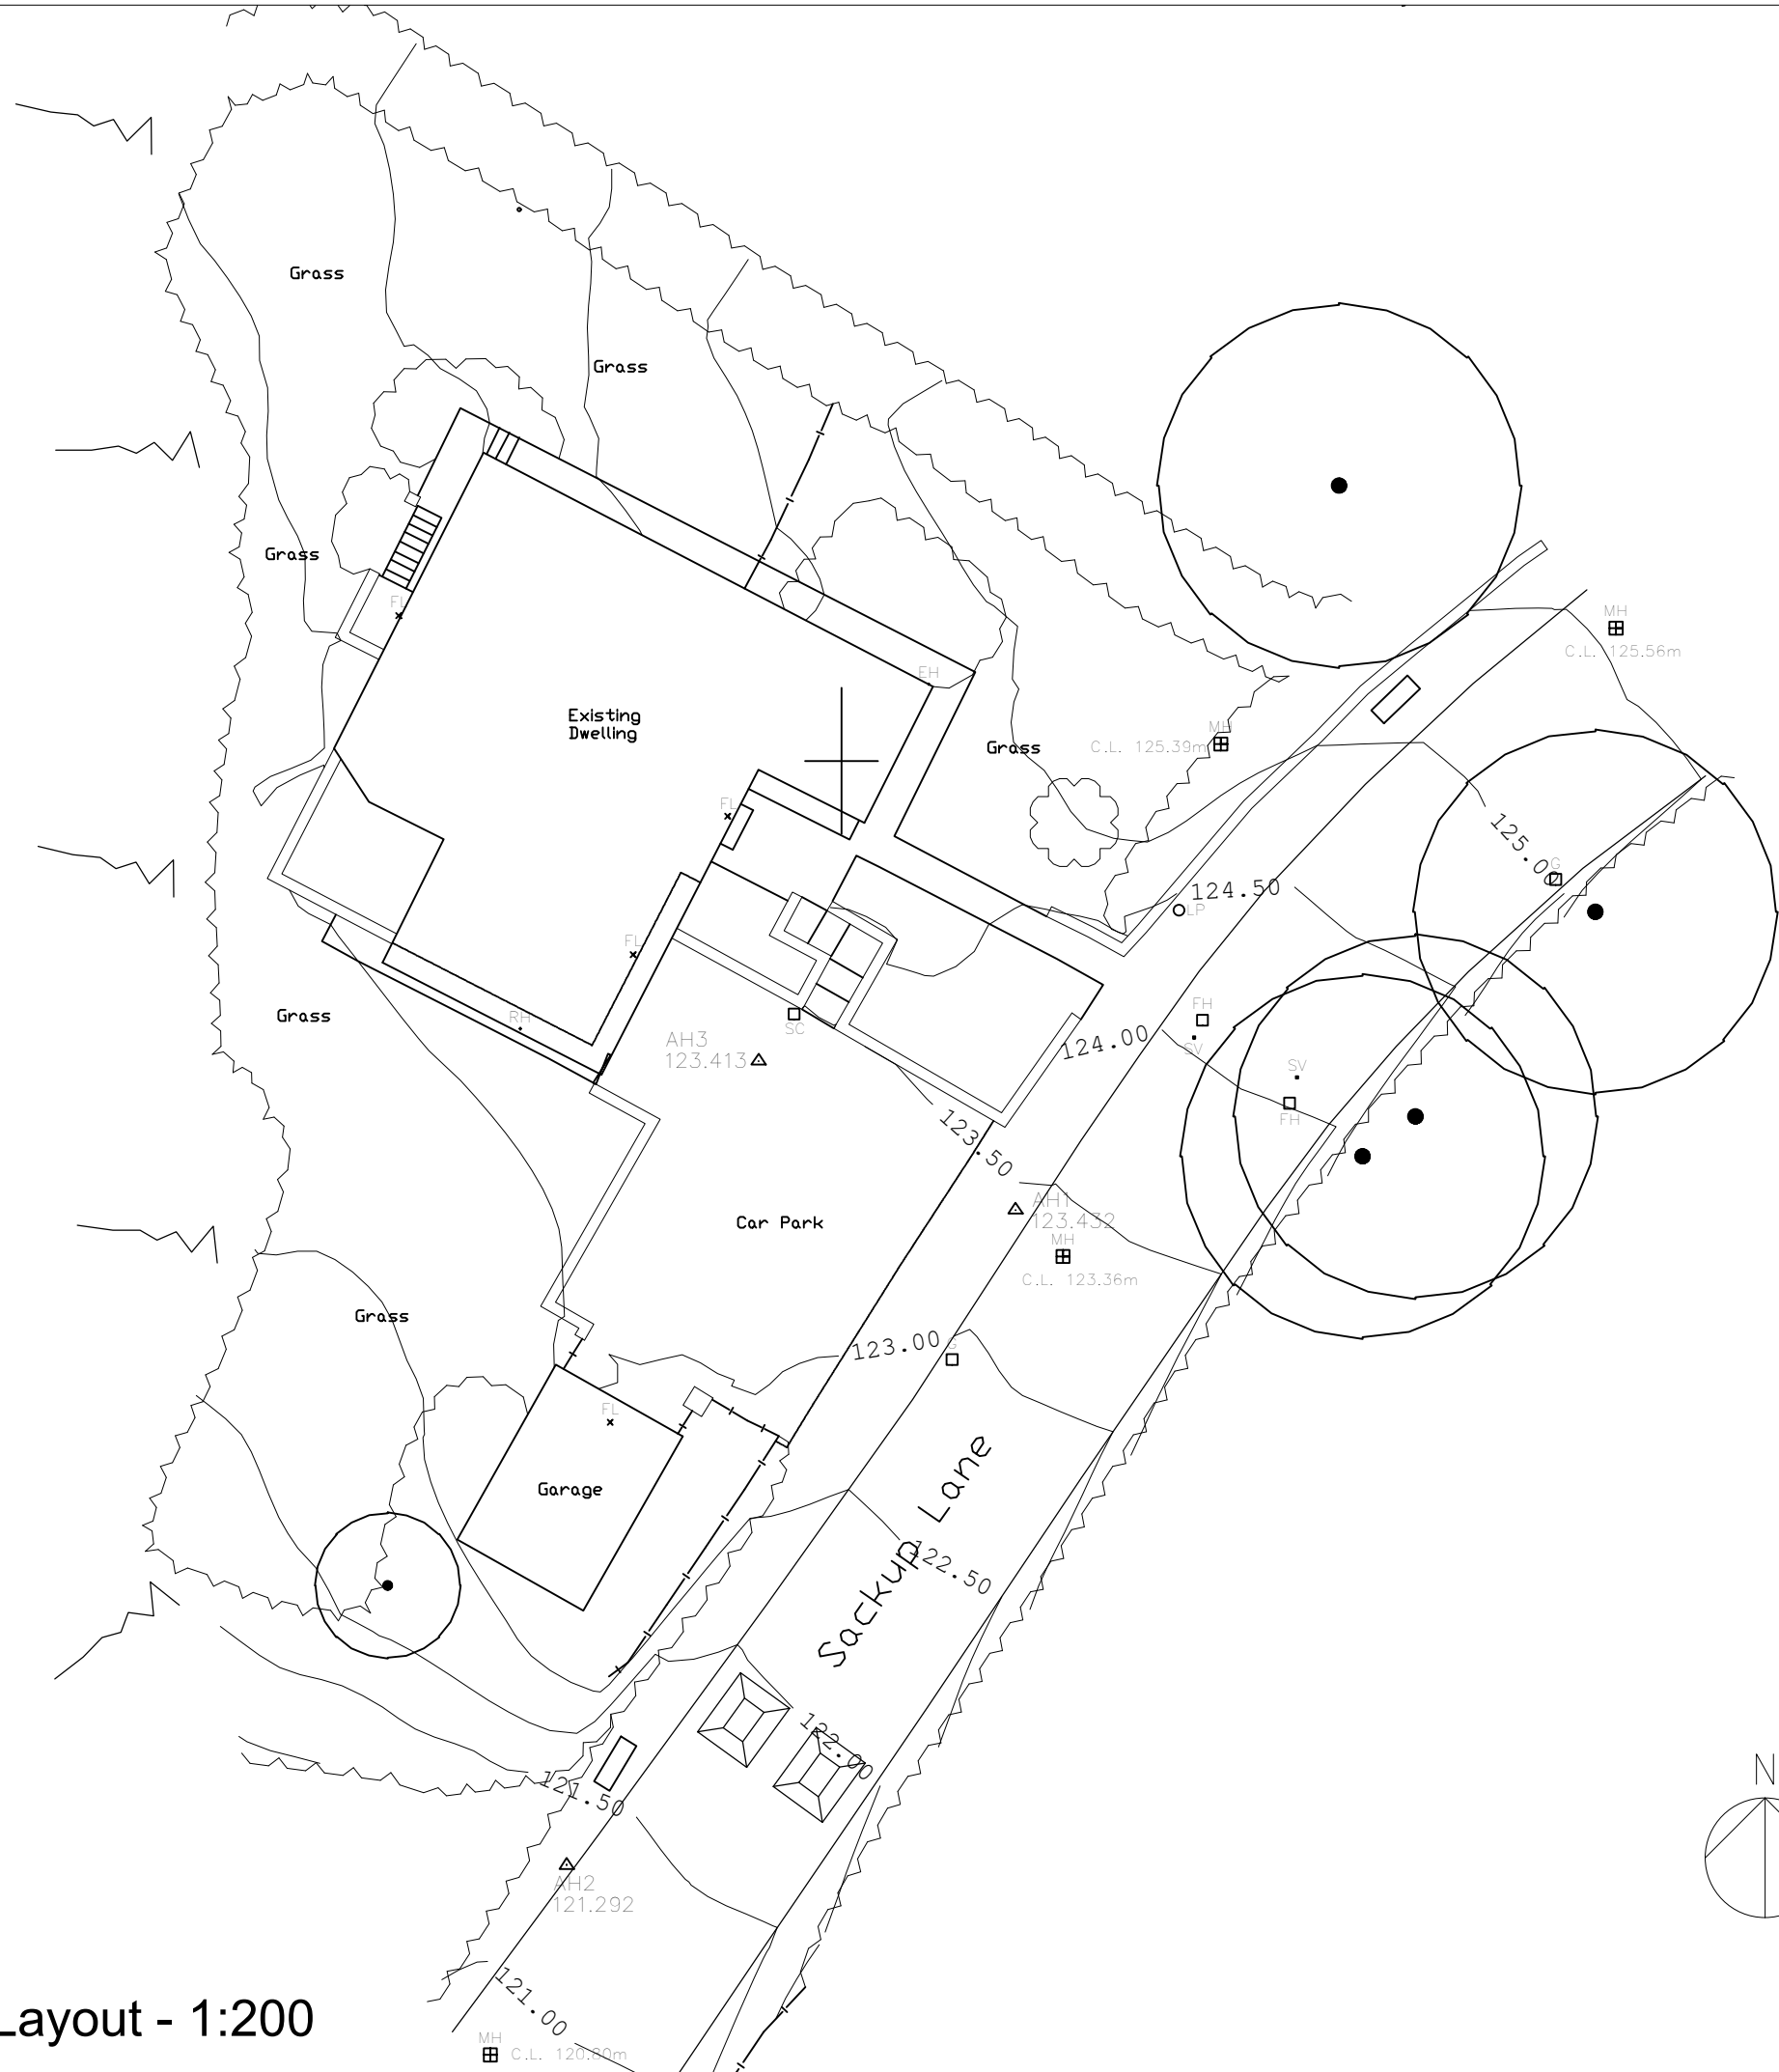 Grass
Grass
Grass
FL
MH
C.L. 125.56m
EH
Existing
Dwelling
MH
C.L. 125.39m
Grass
FL
125.00
G
124.50
LP
FL
Grass
RH
SC
FH
SV
AH3
123.413
124.00
SV
FH
123.50
AH1
123.432
MH
C.L. 123.36m
Car Park
Grass
123.00
G
FL
Garage
Sackup Lane
122.50
122.00
121.50
N
AH2
121.292
121.00
Layout - 1:200
MH
C.L. 120.80m